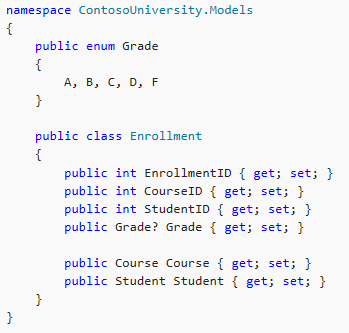 namespace ContosoUniversity.Models
{
    public enum Grade
    {
        A, B, C, D, F
    }

    public class Enrollment
    {
        public int EnrollmentID { get; set; }
        public int CourseID { get; set; }
        public int StudentID { get; set; }
        public Grade? Grade { get; set; }

        public Course Course { get; set; }
        public Student Student { get; set; }
    }
}